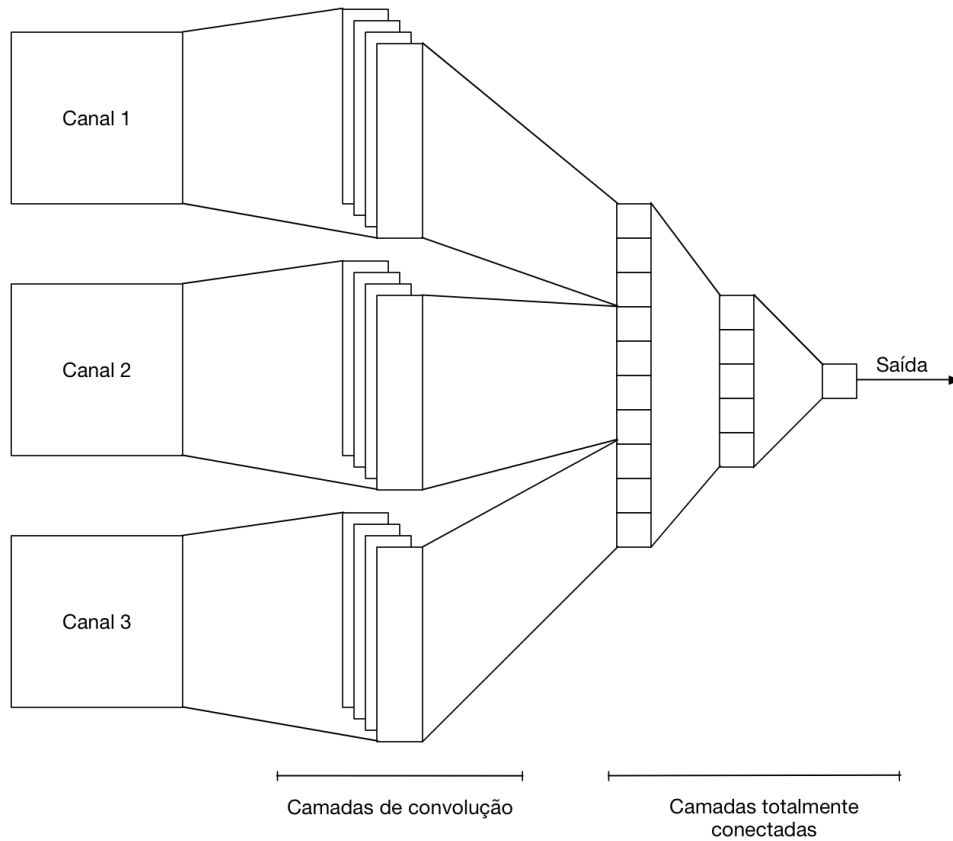 Canal 1
Canal 2
Saída
Canal 3
Camadas de convolução
Camadas totalmente
conectadas